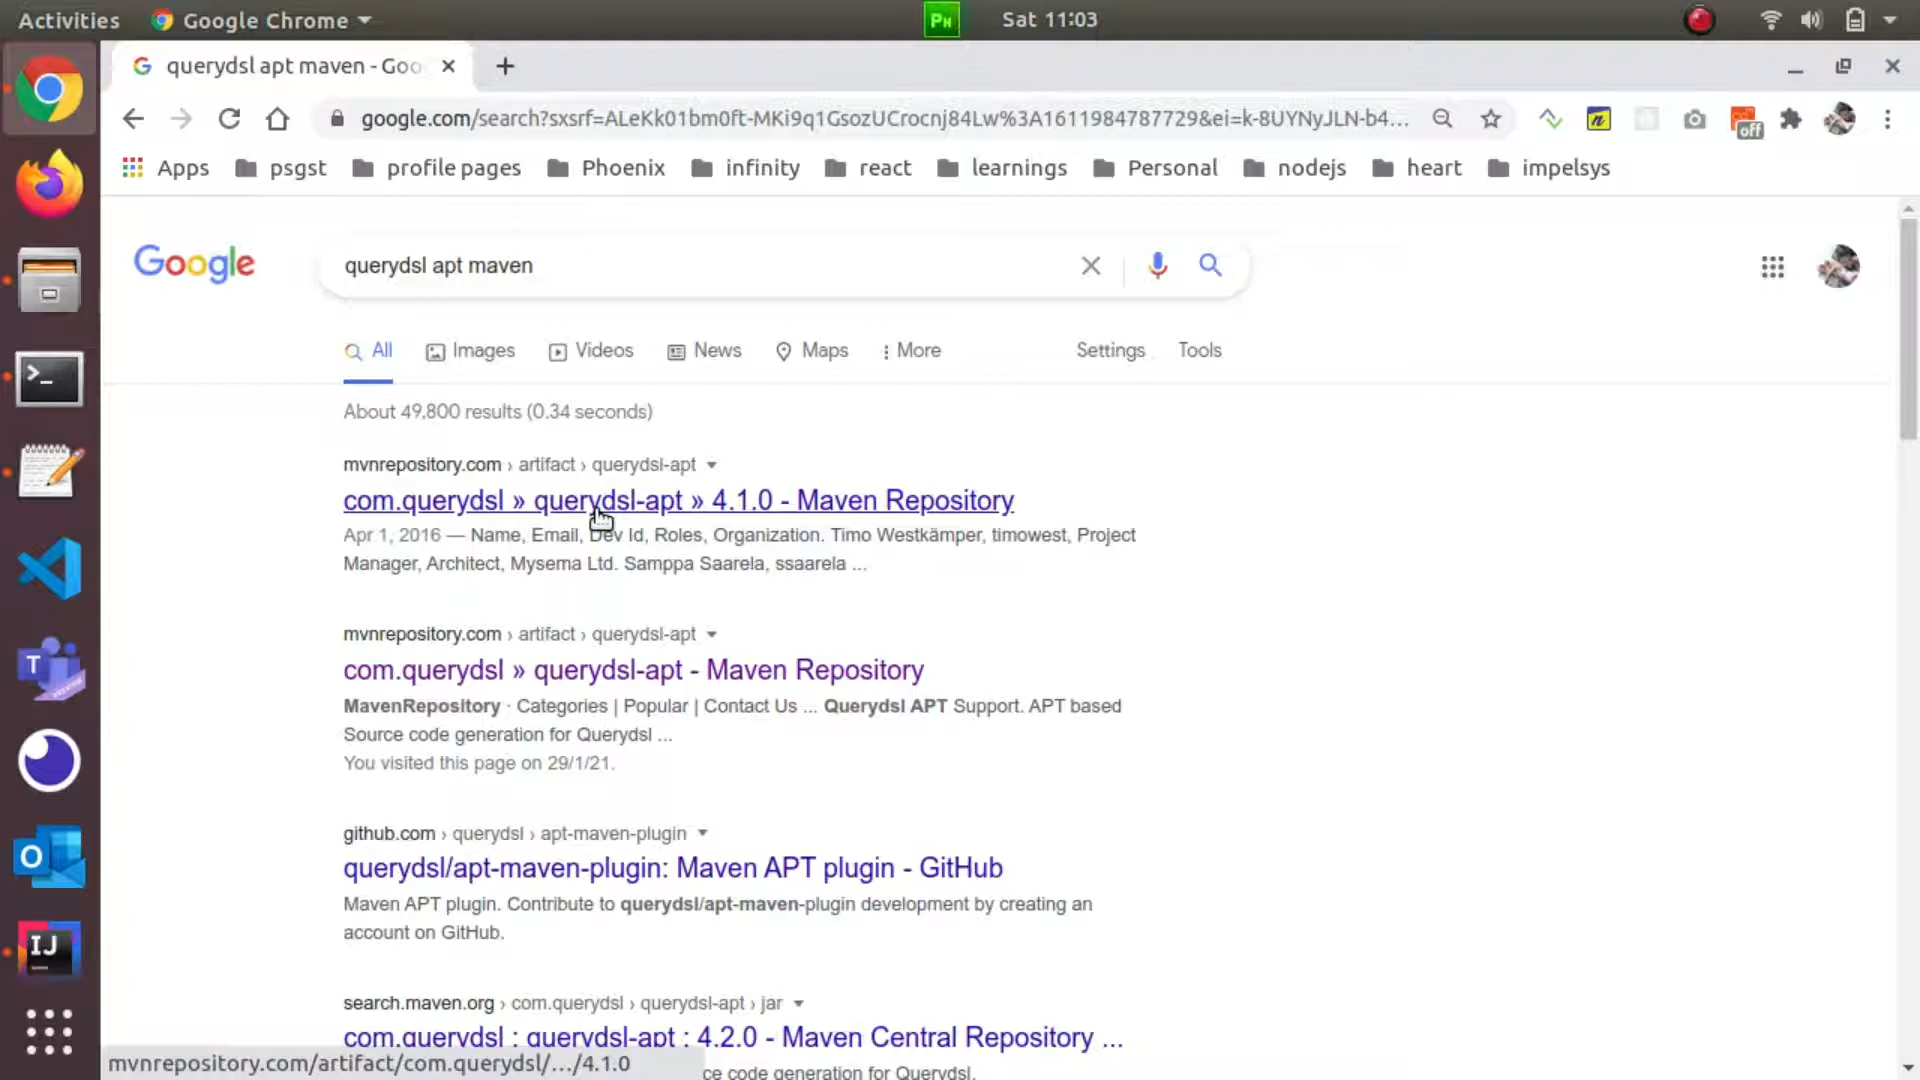 Activities
Google Chrome
PH
Sat 11:03
querydsl apt maven - Goo
google.com/search?sxsrf=ALeKk01bm0ft-MKi9q1GsozUCrocnj84Lw%3A1611984787729&ei=k-8UYNyJLN-b4...
off
Apps
psgst
profile pages
Phoenix
infinity
react
learnings
Personal
nodejs
heart
impelsys
Google
querydsl apt maven
All
Images
Videos
News
Maps
More
Settings
Tools
About 49,800 results (0.34 seconds)
mvnrepository.com › artifact › querydsl-apt
com.querydsl » querydsl-apt » 4.1.0 - Maven Repository
Apr 1, 2016 — Name, Email, Dev Id, Roles, Organization. Timo Westkämper, timowest, Project
Manager, Architect, Mysema Ltd. Samppa Saarela, ssaarela ...
mvnrepository.com › artifact › querydsl-apt
com.querydsl » querydsl-apt - Maven Repository
MavenRepository · Categories | Popular | Contact Us ... Querydsl APT Support. APT based
Source code generation for Querydsl ...
You visited this page on 29/1/21.
github.com › querydsl › apt-maven-plugin
querydsl/apt-maven-plugin: Maven APT plugin - GitHub
Maven APT plugin. Contribute to querydsl/apt-maven-plugin development by creating an
account on GitHub.
search.maven.org › com.querydsl › querydsl-apt › jar
com.querydsl : querydsl-apt : 4.2.0 - Maven Central Repository ...
ce code generation for Querydsl.
mvnrepository.com/artifact/com.querydsl/.../4.1.0